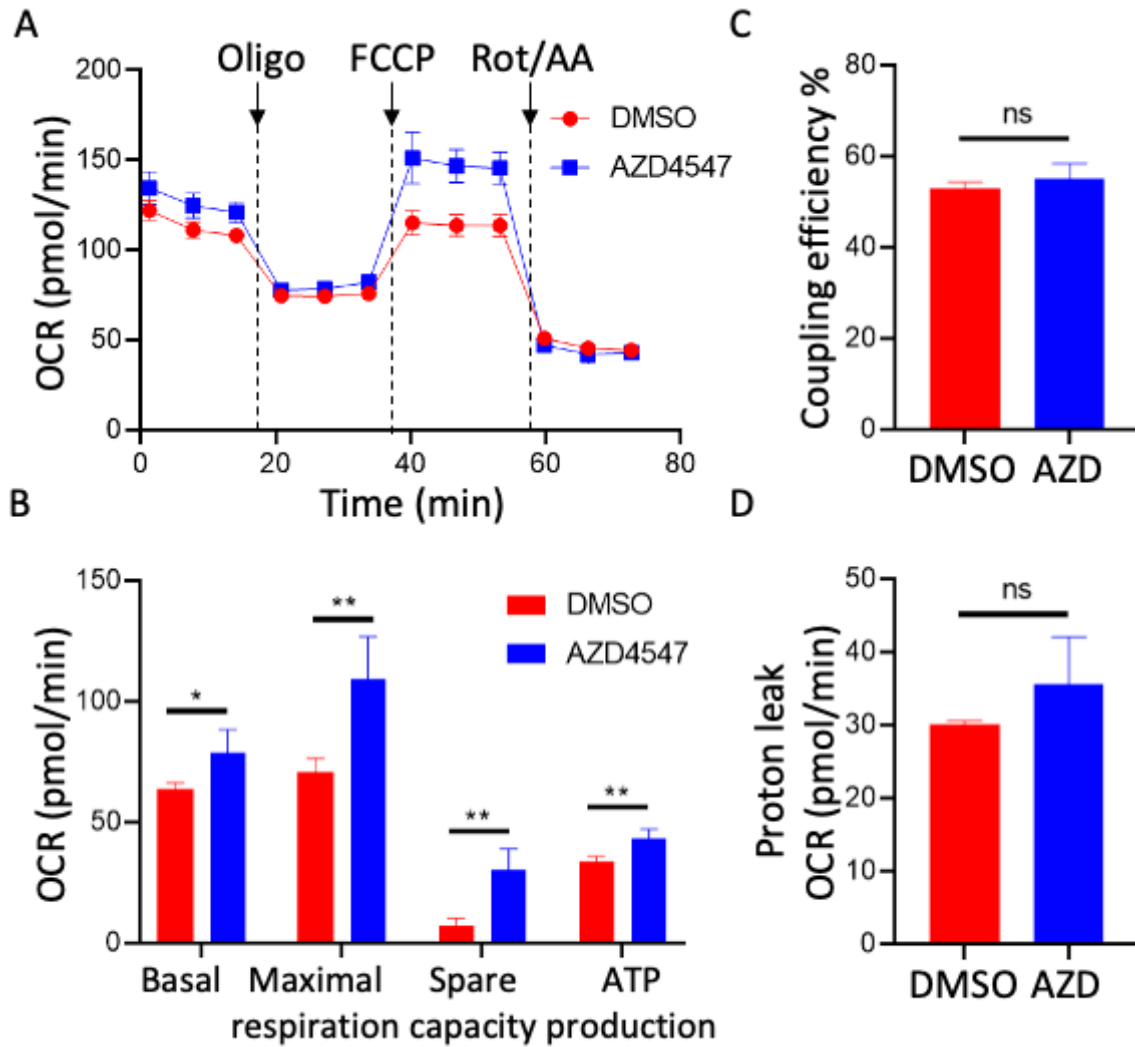 A
Oligo FCCP Rot/AA
DMSO
AZD4547
OCR (pmol/min)
200
150
100
50
0
0 20 40 60 80
Time (min)
B
OCR (pmol/min)
150
100
50
0
DMSO
AZD4547
*
**
**
**
Basal Maximal Spare ATP
respiration capacity production
C
Coupling efficiency %
80
60
40
20
0
ns
DMSO AZD
D
Proton leak
OCR (pmol/min)
50
40
30
20
10
0
ns
DMSO AZD